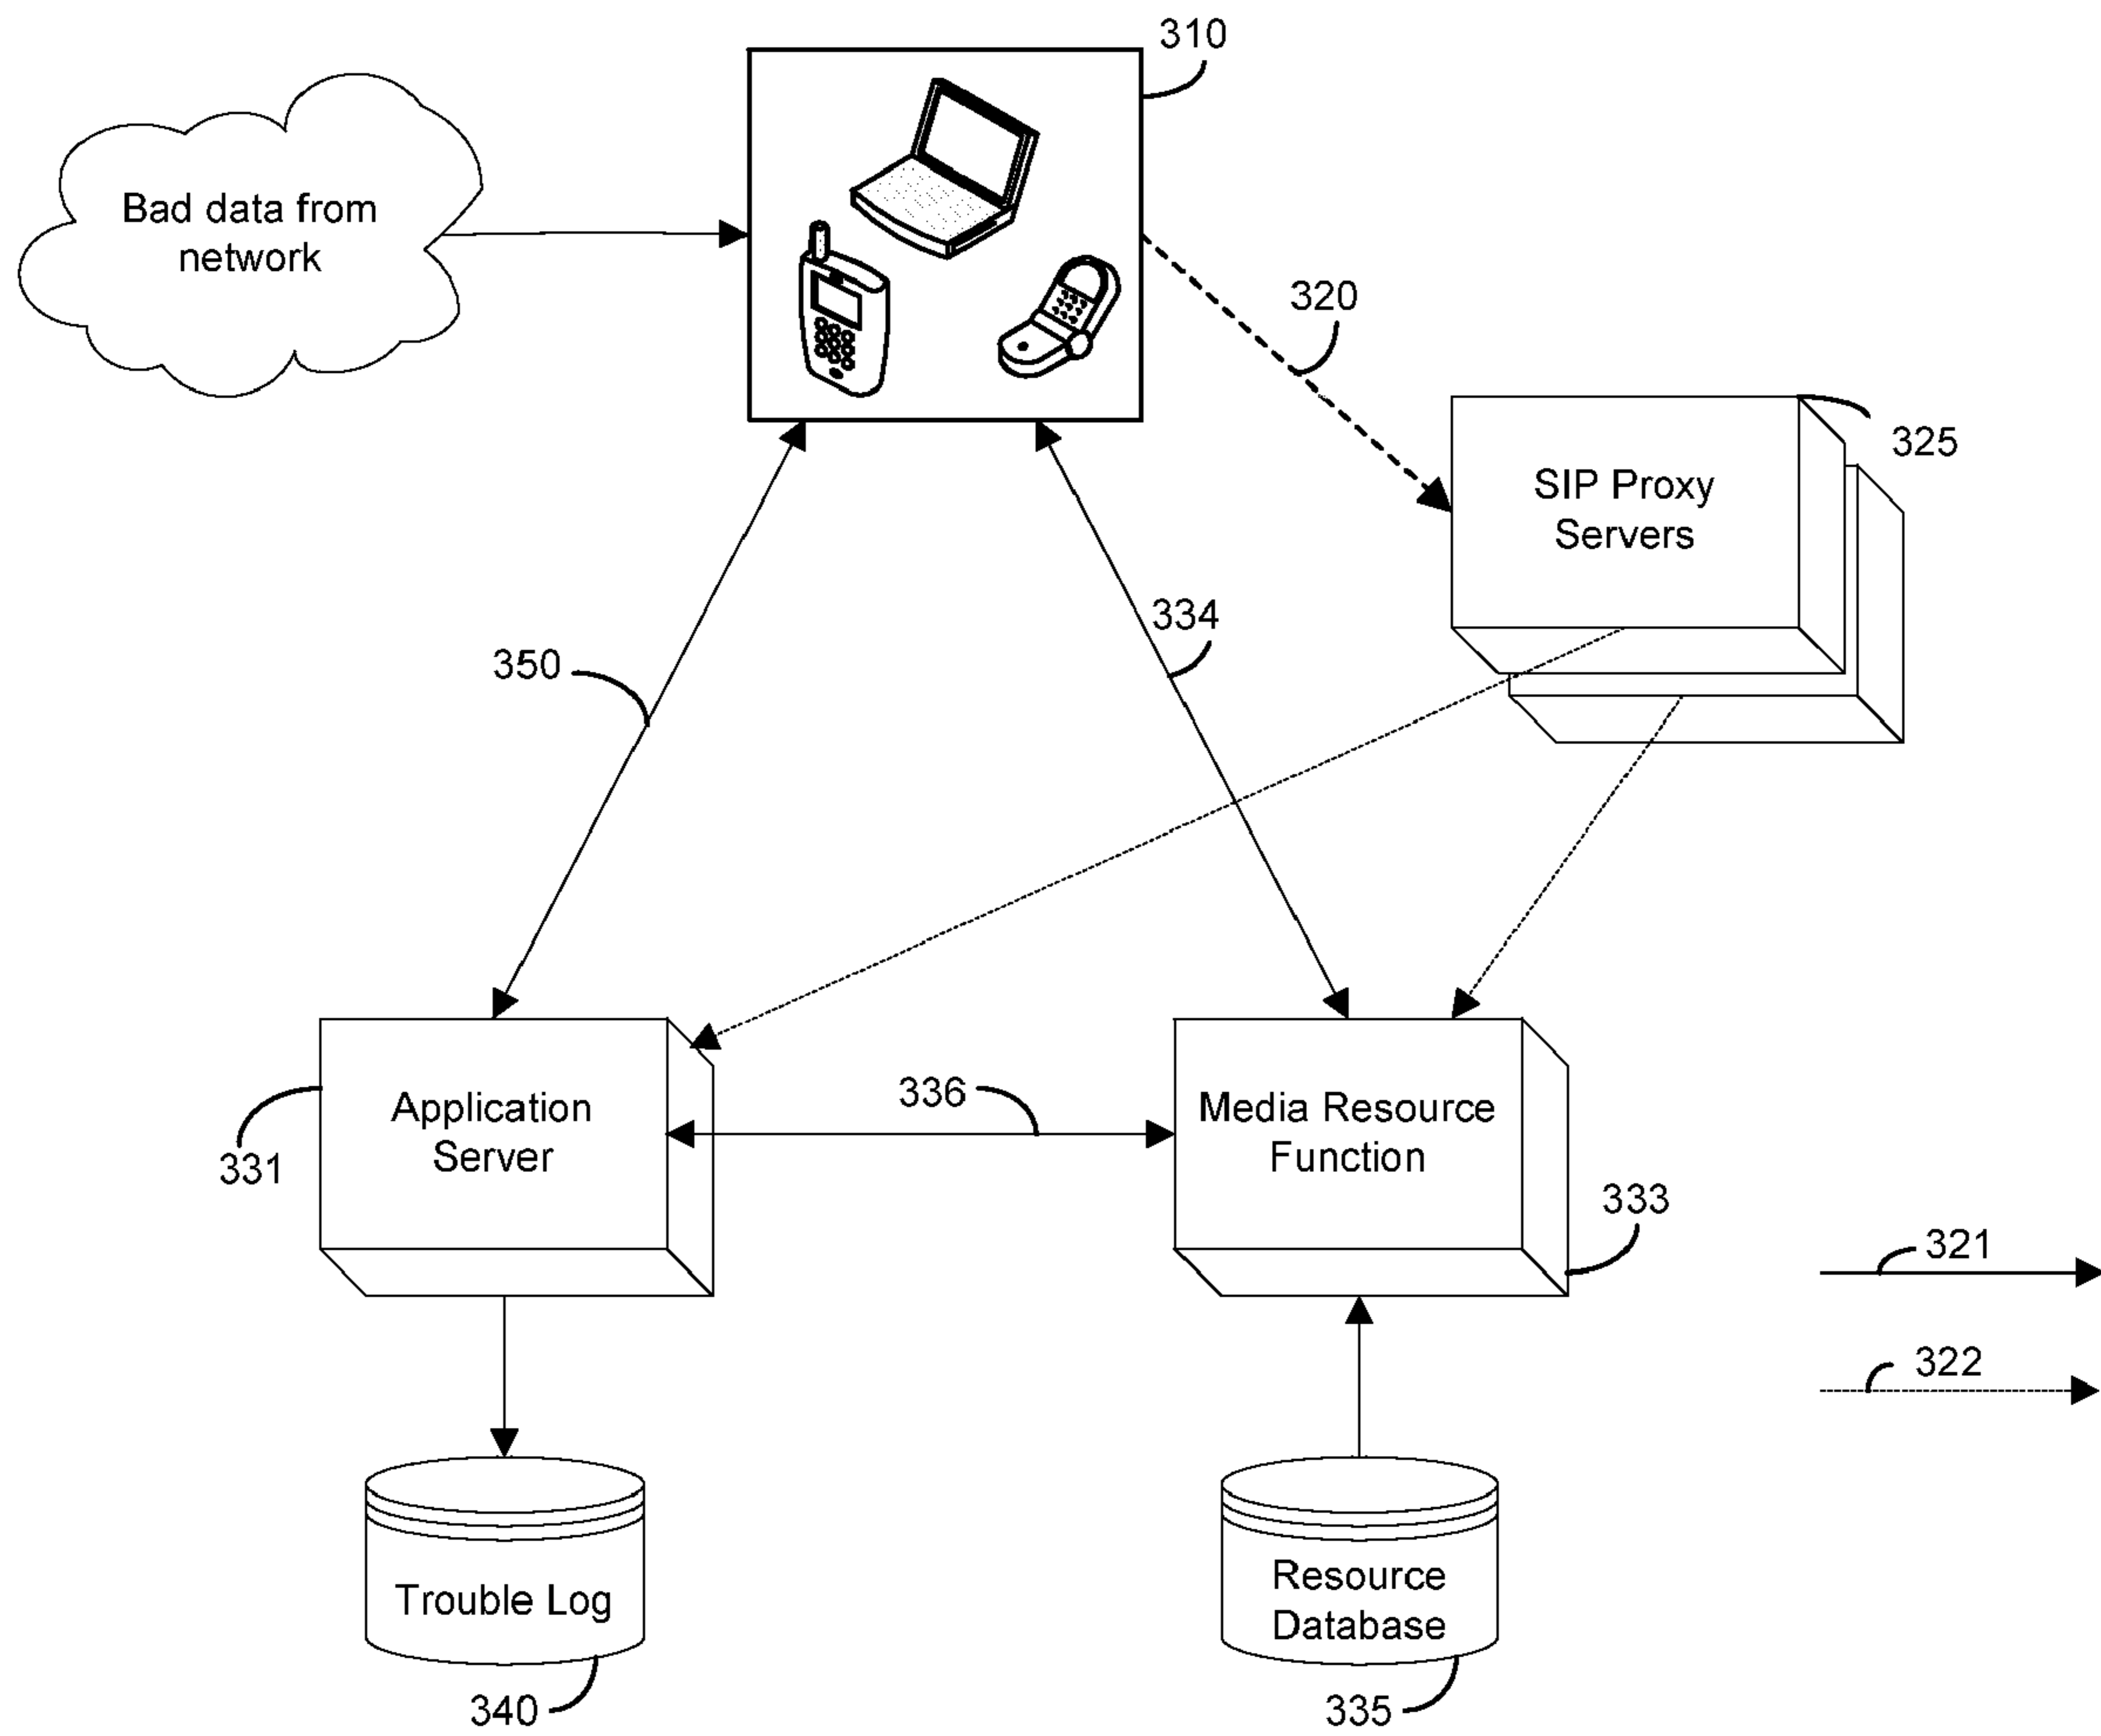 310
Bad data from
network
320
325
SIP Proxy
Servers
334
350
336
Application
Server
Media Resource
Function
331
333
321
322
Trouble Log
Resource
Database
340
335